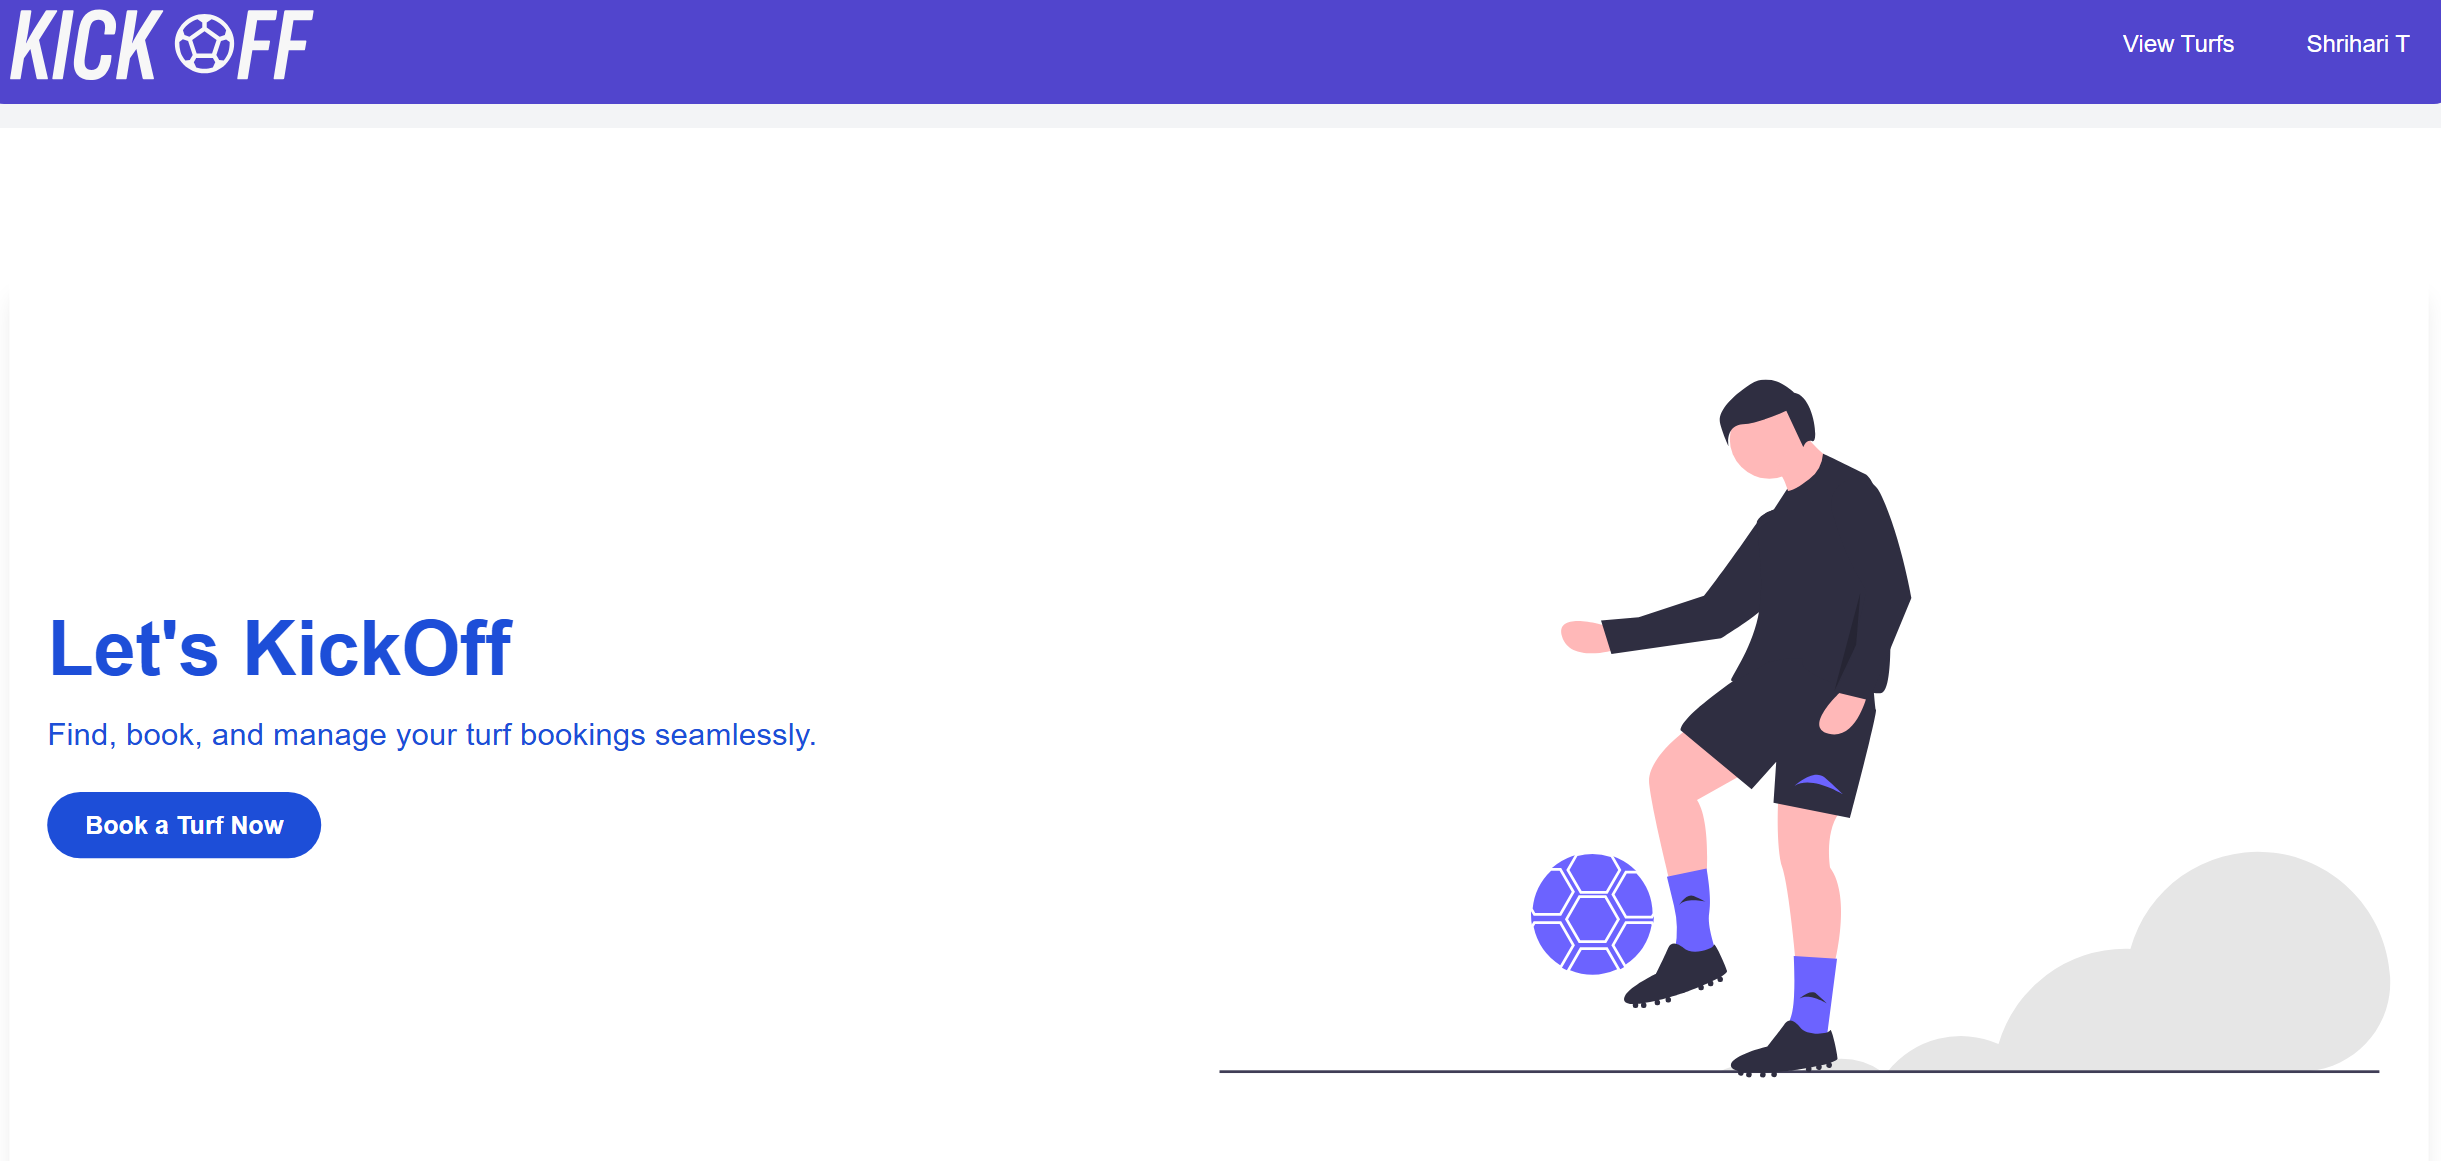 KICK OFF
View Turfs
Shrihari T
Let's KickOff
Find, book, and manage your turf bookings seamlessly.
Book a Turf Now